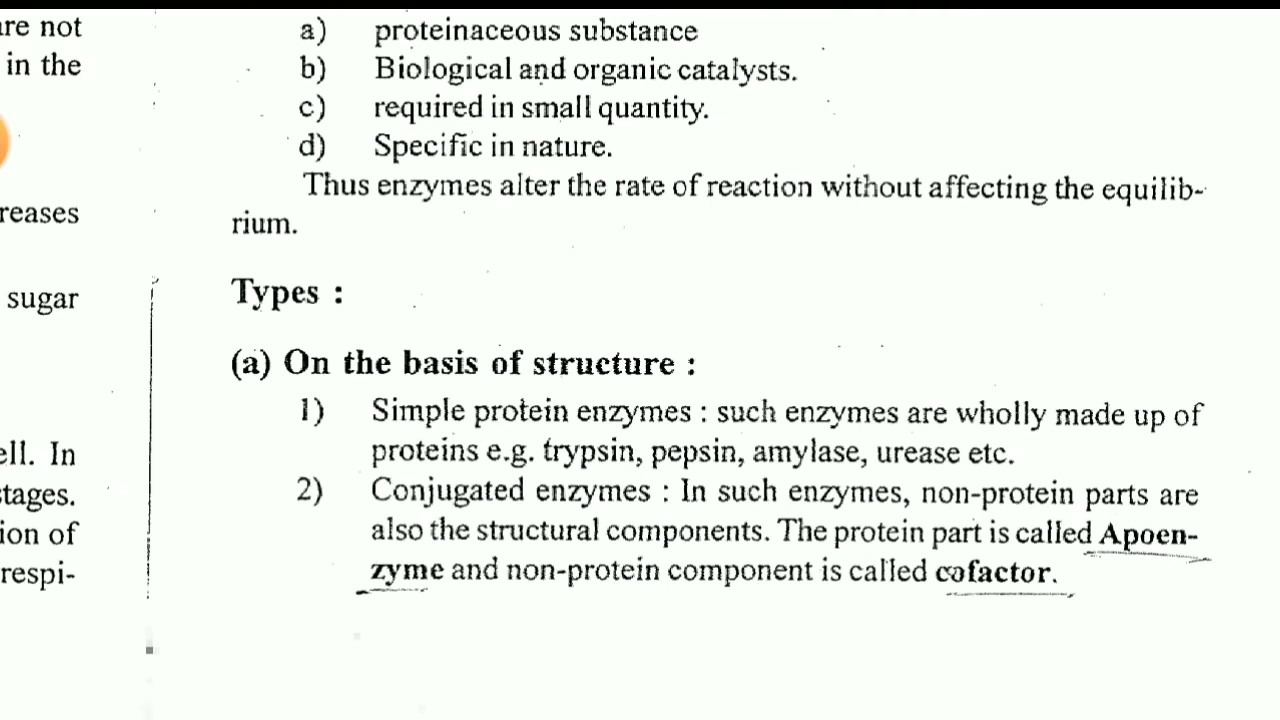 are not
in the
reases
sugar
ell. In
tages.
ion of
respi-
a) proteinaceous substance
b) Biological and organic catalysts.
c) required in small quantity.
d) Specific in nature.
Thus enzymes alter the rate of reaction without affecting the equilib-
rium.
Types :
(a) On the basis of structure :
1) Simple protein enzymes : such enzymes are wholly made up of
proteins e.g. trypsin, pepsin, amylase, urease etc.
2) Conjugated enzymes : In such enzymes, non-protein parts are
also the structural components. The protein part is called Apoen-
zyme and non-protein component is called cofactor.